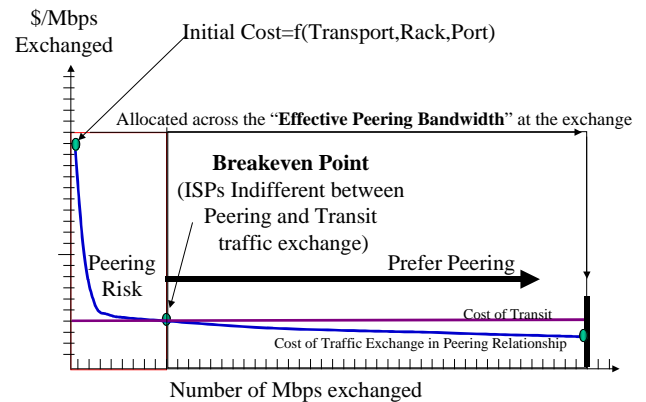 $/Mbps
Exchanged
Initial Cost=f(Transport,Rack,Port)
Allocated across the “Effective Peering Bandwidth” at the exchange
Breakeven Point
(ISPs Indifferent between
Peering and Transit
traffic exchange)
Peering
Risk
Prefer Peering
Cost of Transit
Cost of Traffic Exchange in Peering Relationship
Number of Mbps exchanged